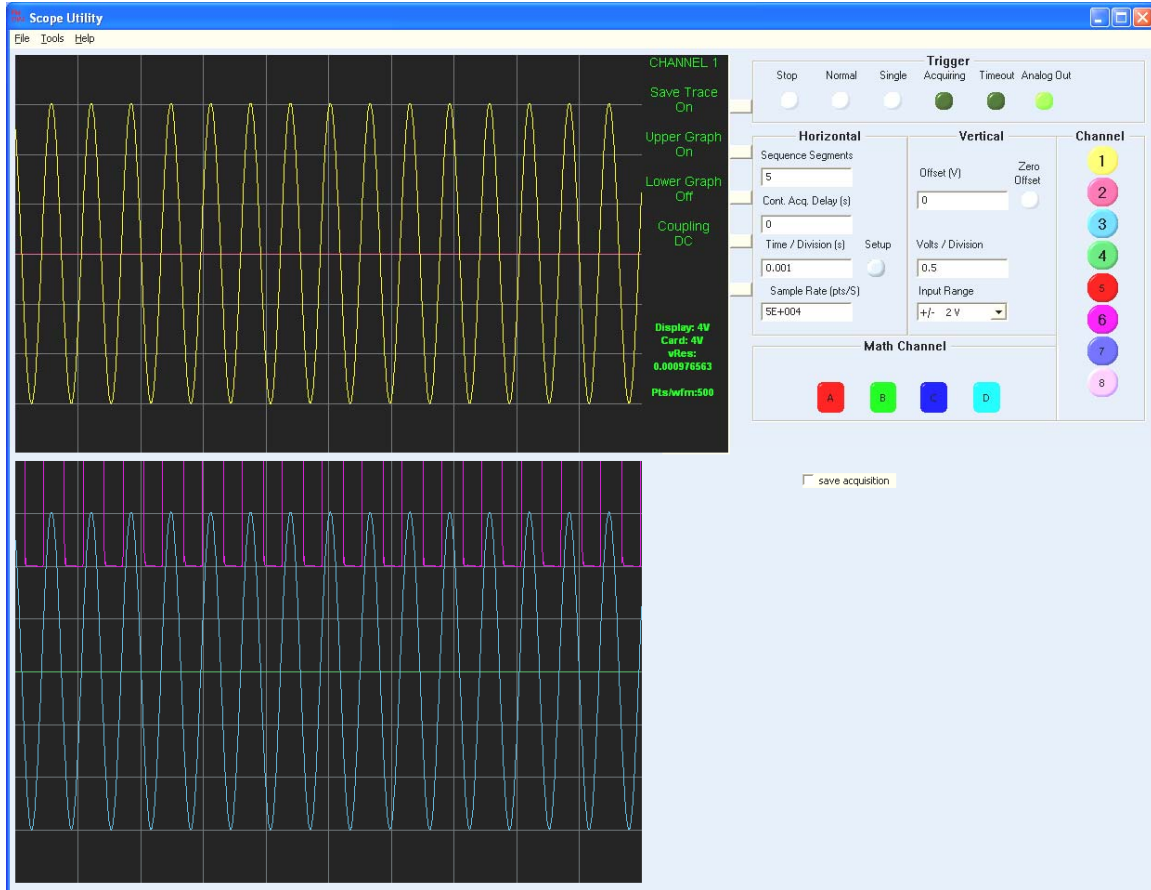 Scope Utility
File Tools Help
CHANNEL 1
Save Trace
On
Upper Graph
On
Lower Graph
Off
Coupling
DC
Display: 4V
Card: 4V
vRes:
0.000976563
Pts/wfm:500
Trigger
Stop Normal Single Acquiring Timeout Analog Out
Horizontal
Sequence Segments
5
Cont. Acq. Delay (s)
0
Time / Division (s) Setup
0.001
Sample Rate (pts/S)
5E+004
Vertical
Offset (V) Zero
Offset
0
Volts / Division
0.5
Input Range
+/- 2 V
Channel
1
2
3
4
5
6
7
8
Math Channel
A B C D
save acquisition